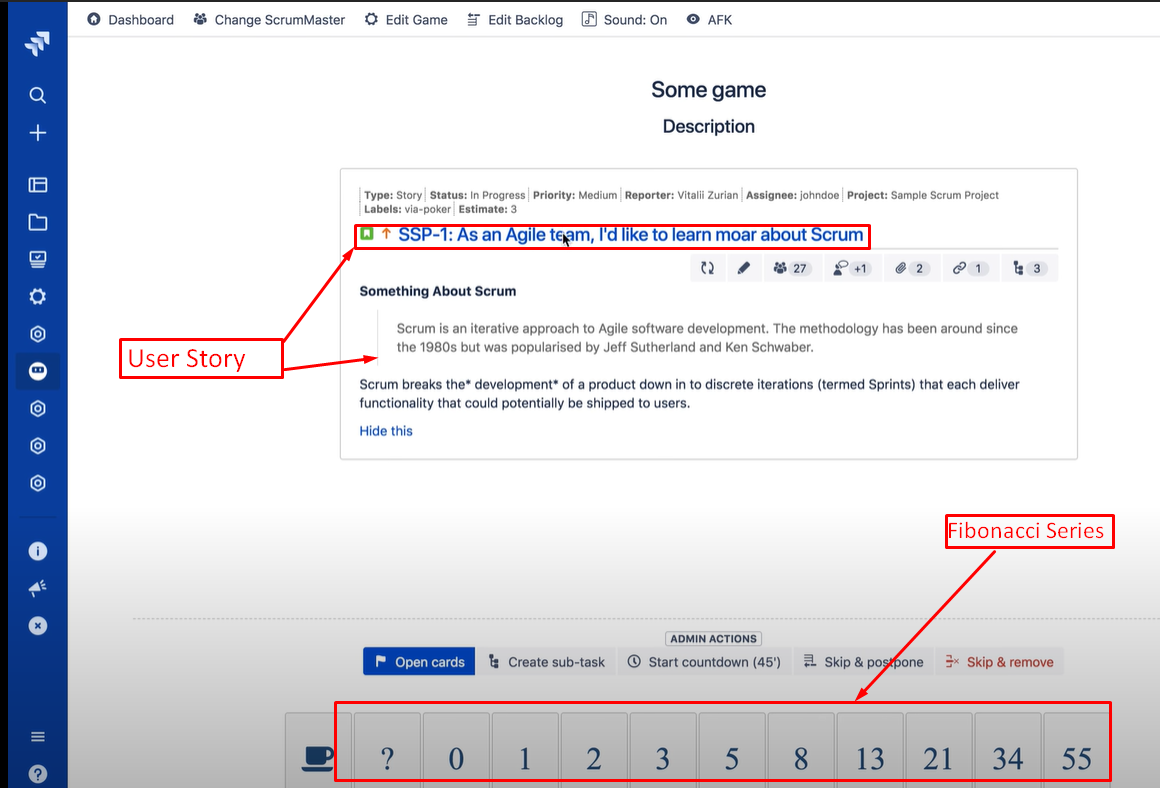 Dashboard Change ScrumMaster Edit Game Edit Backlog Sound: On AFK
Some game
Description
Type: Story Status: In Progress Priority: Medium Reporter: Vitalii Zurian Assignee: johndoe Project: Sample Scrum Project
Labels: via-poker Estimate: 3
SSP-1: As an Agile team, I'd like to learn moar about Scrum
27 +1 2 1 3
Something About Scrum
Scrum is an iterative approach to Agile software development. The methodology has been around since
the 1980s but was popularised by Jeff Sutherland and Ken Schwaber.
User Story
Scrum breaks the* development* of a product down in to discrete iterations (termed Sprints) that each deliver
functionality that could potentially be shipped to users.
Hide this
Fibonacci Series
ADMIN ACTIONS
Open cards Create sub-task Start countdown (45') Skip & postpone Skip & remove
? 0 1 2 3 5 8 13 21 34 55